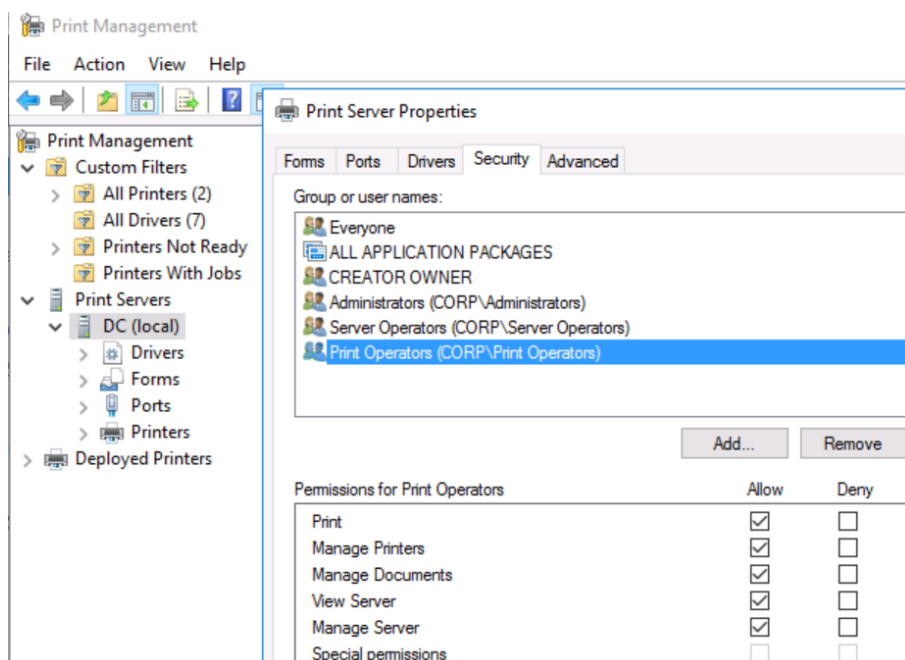 Print Management
File Action View Help
Print Management
Custom Filters
All Printers (2)
All Drivers (7)
Printers Not Ready
Printers With Jobs
Print Servers
DC (local)
Drivers
Forms
Ports
Printers
Deployed Printers
Print Server Properties
Forms Ports Drivers Security Advanced
Group or user names:
Everyone
ALL APPLICATION PACKAGES
CREATOR OWNER
Administrators (CORP\Administrators)
Server Operators (CORP\Server Operators)
Print Operators (CORP\Print Operators)
Add... Remove
Permissions for Print Operators Allow Deny
Print
Manage Printers
Manage Documents
View Server
Manage Server
Special permissions